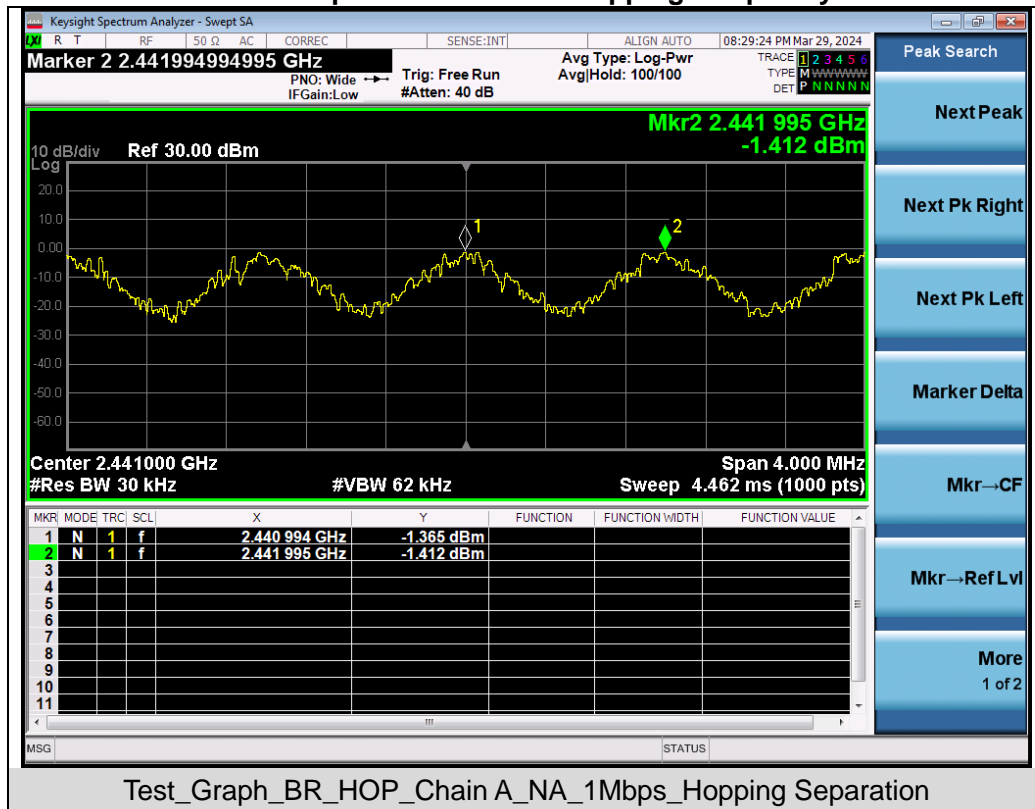 Keysight Spectrum Analyzer - Swept SA
LXI R T RF 50 Ω AC CORREC SENSE:INT ALIGN AUTO 08:29:24 PM Mar 29, 2024
Marker 2 2.441994994995 GHz
PNO: Wide
IFGain:Low
Trig: Free Run
#Atten: 40 dB
Avg Type: Log-Pwr
Avg|Hold: 100/100
TRACE 1 2 3 4 5 6
TYPE M WWWWW
DET P N N N N N
Mkr2 2.441 995 GHz
-1.412 dBm
10 dB/div Ref 30.00 dBm
Log
20.0
10.0
0.00
-10.0
-20.0
-30.0
-40.0
-50.0
-60.0
1
2
Center 2.441000 GHz Span 4.000 MHz
#Res BW 30 kHz #VBW 62 kHz Sweep 4.462 ms (1000 pts)
MKR MODE TRC SCL X Y FUNCTION FUNCTION WIDTH FUNCTION VALUE
1 N 1 f 2.440 994 GHz -1.365 dBm
2 N 1 f 2.441 995 GHz -1.412 dBm
3
4
5
6
7
8
9
10
11
MSG STATUS
Peak Search
Next Peak
Next Pk Right
Next Pk Left
Marker Delta
Mkr→CF
Mkr→Ref Lvl
More
1 of 2
Test_Graph_BR_HOP_Chain A_NA_1Mbps_Hopping Separation